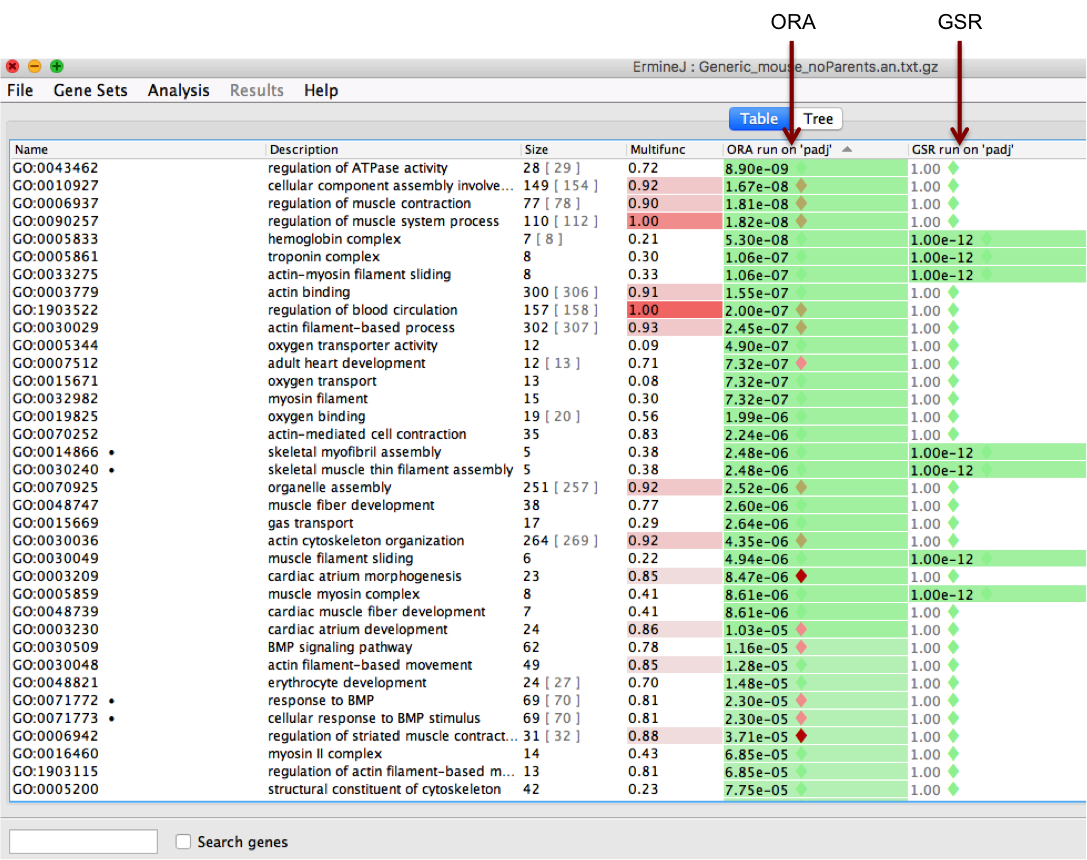 ORA GSR
ErmineJ : Generic_mouse_noParents.an.txt.gz
File Gene Sets Analysis Results Help
Table Tree
Name Description Size Multifunc ORA run on 'padj' GSR run on 'padj'
GO:0043462 regulation of ATPase activity 28 [ 29 ] 0.72 8.90e-09 1.00
GO:0010927 cellular component assembly involve... 149 [ 154 ] 0.92 1.67e-08 1.00
GO:0006937 regulation of muscle contraction 77 [ 78 ] 0.90 1.81e-08 1.00
GO:0090257 regulation of muscle system process 110 [ 112 ] 1.00 1.82e-08 1.00
GO:0005833 hemoglobin complex 7 [ 8 ] 0.21 5.30e-08 1.00e-12
GO:0005861 troponin complex 8 0.30 1.06e-07 1.00e-12
GO:0033275 actin-myosin filament sliding 8 0.33 1.06e-07 1.00e-12
GO:0003779 actin binding 300 [ 306 ] 0.91 1.55e-07 1.00
GO:1903522 regulation of blood circulation 157 [ 158 ] 1.00 2.00e-07 1.00
GO:0030029 actin filament-based process 302 [ 307 ] 0.93 2.45e-07 1.00
GO:0005344 oxygen transporter activity 12 0.09 4.90e-07 1.00
GO:0007512 adult heart development 12 [ 13 ] 0.71 7.32e-07 1.00
GO:0015671 oxygen transport 13 0.08 7.32e-07 1.00
GO:0032982 myosin filament 15 0.30 7.32e-07 1.00
GO:0019825 oxygen binding 19 [ 20 ] 0.56 1.99e-06 1.00
GO:0070252 actin-mediated cell contraction 35 0.83 2.24e-06 1.00
GO:0014866 • skeletal myofibril assembly 5 0.38 2.48e-06 1.00e-12
GO:0030240 • skeletal muscle thin filament assembly 5 0.38 2.48e-06 1.00e-12
GO:0070925 organelle assembly 251 [ 257 ] 0.92 2.52e-06 1.00
GO:0048747 muscle fiber development 38 0.77 2.60e-06 1.00
GO:0015669 gas transport 17 0.29 2.64e-06 1.00
GO:0030036 actin cytoskeleton organization 264 [ 269 ] 0.92 4.35e-06 1.00
GO:0030049 muscle filament sliding 6 0.22 4.94e-06 1.00e-12
GO:0003209 cardiac atrium morphogenesis 23 0.85 8.47e-06 1.00
GO:0005859 muscle myosin complex 8 0.41 8.61e-06 1.00e-12
GO:0048739 cardiac muscle fiber development 7 0.41 8.61e-06 1.00
GO:0003230 cardiac atrium development 24 0.86 1.03e-05 1.00
GO:0030509 BMP signaling pathway 62 0.78 1.16e-05 1.00
GO:0030048 actin filament-based movement 49 0.85 1.28e-05 1.00
GO:0048821 erythrocyte development 24 [ 27 ] 0.70 1.48e-05 1.00
GO:0071772 • response to BMP 69 [ 70 ] 0.81 2.30e-05 1.00
GO:0071773 • cellular response to BMP stimulus 69 [ 70 ] 0.81 2.30e-05 1.00
GO:0006942 regulation of striated muscle contract... 31 [ 32 ] 0.88 3.71e-05 1.00
GO:0016460 myosin II complex 14 0.43 6.85e-05 1.00
GO:1903115 regulation of actin filament-based m... 13 0.81 6.85e-05 1.00
GO:0005200 structural constituent of cytoskeleton 42 0.23 7.75e-05 1.00
Search genes